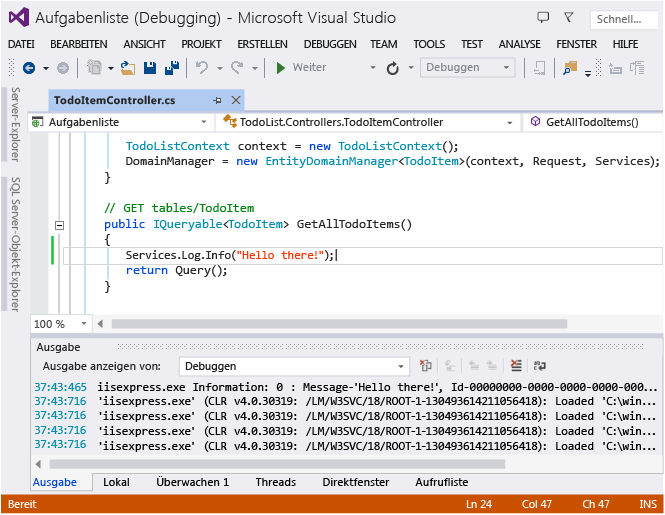 Aufgabenliste (Debugging) - Microsoft Visual Studio
Schnell...
DATEI BEARBEITEN ANSICHT PROJEKT ERSTELLEN DEBUGGEN TEAM TOOLS TEST ANALYSE FENSTER HILFE
Weiter Debuggen
Server-Explorer
SQL Server-Objekt-Explorer
TodoItemController.cs
Aufgabenliste TodoList.Controllers.TodoItemController GetAllTodoItems()
TodoListContext context = new TodoListContext();
DomainManager = new EntityDomainManager<TodoItem>(context, Request, Services);
}
// GET tables/TodoItem
public IQueryable<TodoItem> GetAllTodoItems()
{
Services.Log.Info("Hello there!");
return Query();
}
100 %
Ausgabe
Ausgabe anzeigen von: Debuggen
37:43:465 iisexpress.exe Information: 0 : Message-'Hello there!', Id-00000000-0000-0000-0000-000...
37:43:716 'iisexpress.exe' (CLR v4.0.30319: /LM/W3SVC/18/ROOT-1-130493614211056418): Loaded 'C:\win...
37:43:716 'iisexpress.exe' (CLR v4.0.30319: /LM/W3SVC/18/ROOT-1-130493614211056418): Loaded 'C:\win...
37:43:716 'iisexpress.exe' (CLR v4.0.30319: /LM/W3SVC/18/ROOT-1-130493614211056418): Loaded 'C:\win...
37:43:716 'iisexpress.exe' (CLR v4.0.30319: /LM/W3SVC/18/ROOT-1-130493614211056418): Loaded 'C:\win...
Ausgabe Lokal Überwachen 1 Threads Direktfenster Aufrufliste
Bereit Ln 24 Col 47 Ch 47 INS